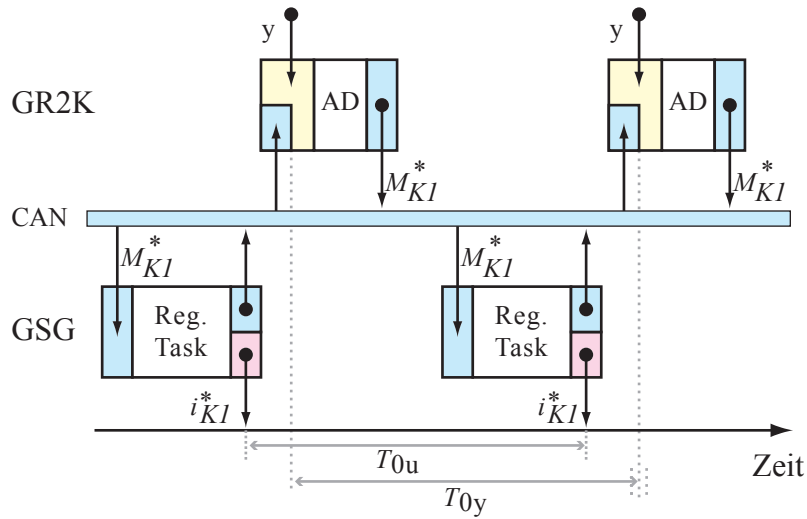 y y
GR2K AD AD
M*K1 M*K1
CAN
M*K1 M*K1
GSG Reg. Task Reg. Task
i*K1 i*K1
T0u
Zeit
T0y